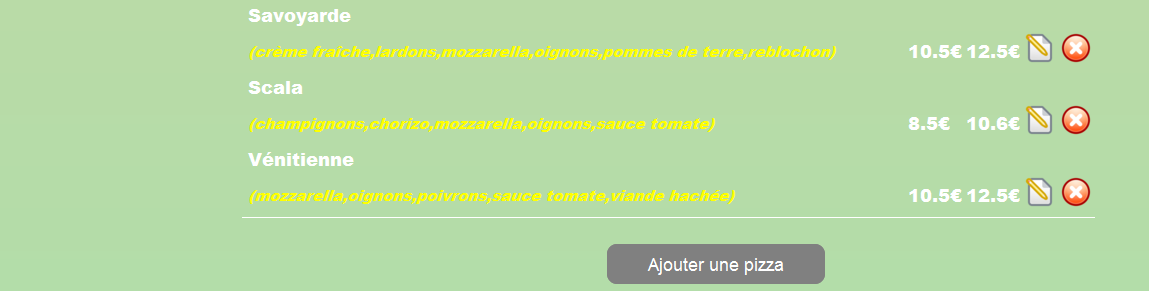 Savoyarde
(crème fraîche,lardons,mozzarella,oignons,pommes de terre,reblochon) 10.5€ 12.5€
Scala
(champignons,chorizo,mozzarella,oignons,sauce tomate) 8.5€ 10.6€
Vénitienne
(mozzarella,oignons,poivrons,sauce tomate,viande hachée) 10.5€ 12.5€
Ajouter une pizza